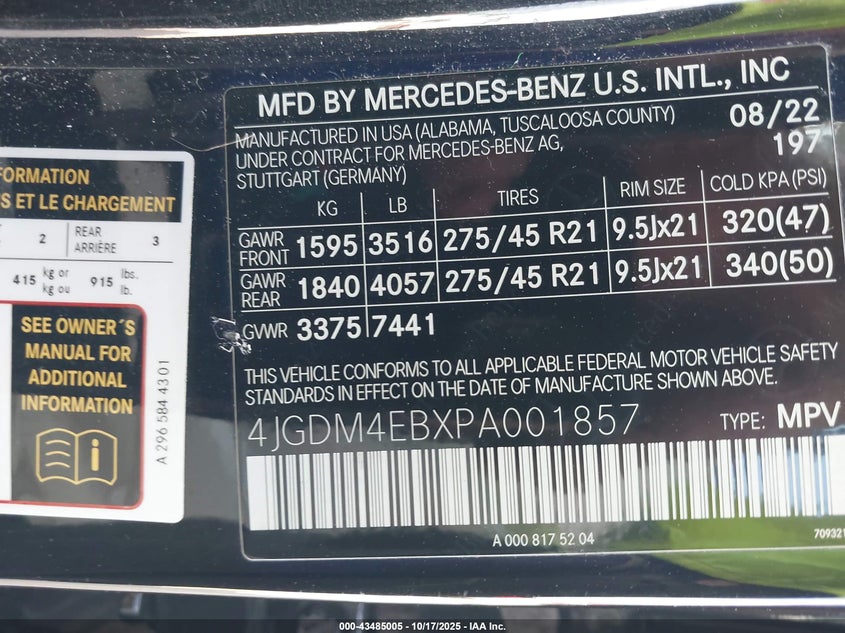 FORMATION
S ET LE CHARGEMENT
2 REAR ARRIÈRE 3
415 kg or kg ou 915 lbs. lb.
SEE OWNER´S
MANUAL FOR
ADDITIONAL
INFORMATION
i
A 296 584 43 01
MFD BY MERCEDES-BENZ U.S. INTL., INC
MANUFACTURED IN USA (ALABAMA, TUSCALOOSA COUNTY) 08/22
UNDER CONTRACT FOR MERCEDES-BENZ AG, 197
STUTTGART (GERMANY)
KG LB TIRES RIM SIZE COLD KPA (PSI)
GAWR FRONT 1595 3516 275/45 R21 9.5Jx21 320(47)
GAWR REAR 1840 4057 275/45 R21 9.5Jx21 340(50)
GVWR 3375 7441
THIS VEHICLE CONFORMS TO ALL APPLICABLE FEDERAL MOTOR VEHICLE SAFETY
STANDARDS IN EFFECT ON THE DATE OF MANUFACTURE SHOWN ABOVE.
4JGDM4EBXPA001857 TYPE: MPV
A 000 817 52 04
709321
000-43485005 - 10/17/2025 - IAA Inc.